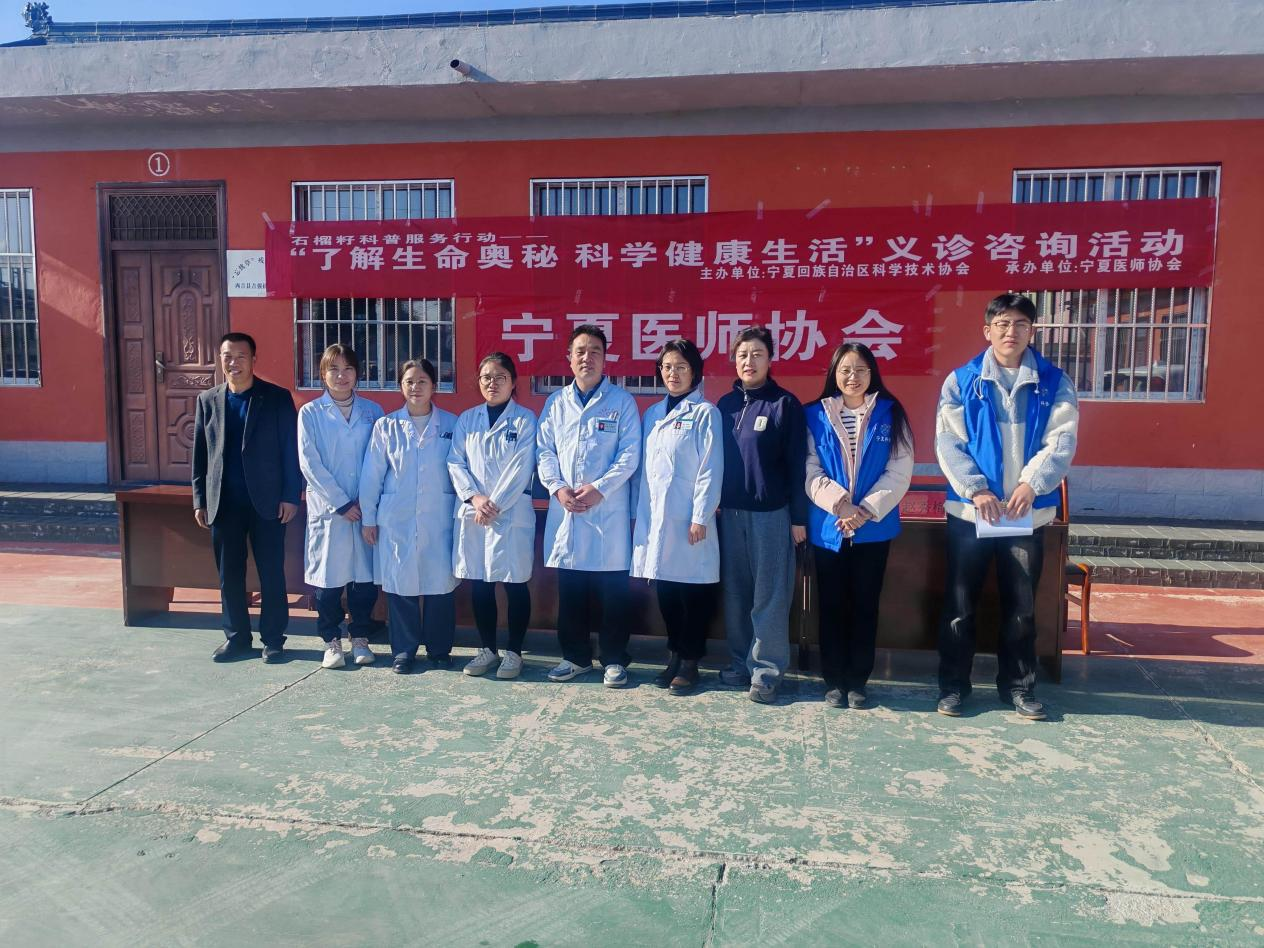 ①
石榴籽科普服务行动——
“了解生命奥秘 科学健康生活”义诊咨询活动
主办单位:宁夏回族自治区科学技术协会 承办单位:宁夏医师协会
宁夏医师协会